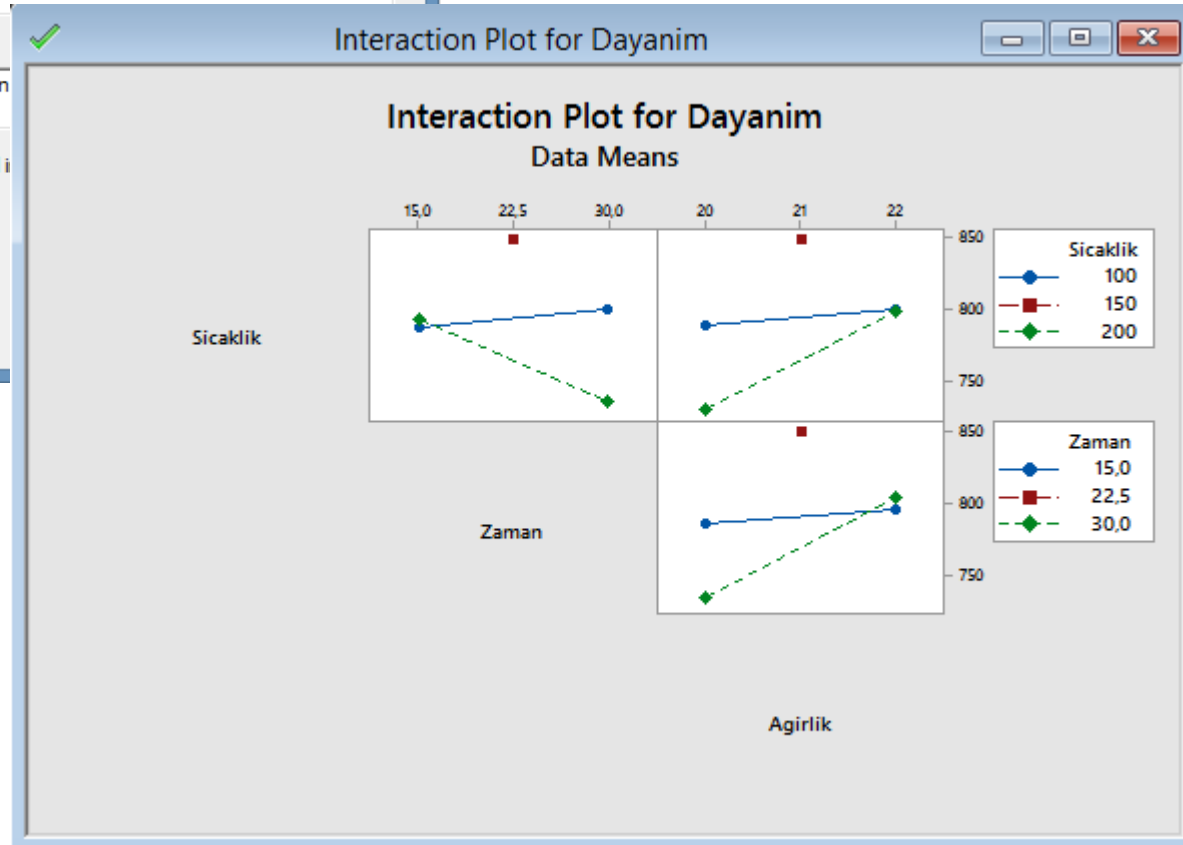 Interaction Plot for Dayanim
n
i
Interaction Plot for Dayanim
Data Means
15,0 22,5 30,0 20 21 22
850
800
750
Sicaklik
100
150
200
Sicaklik
850
800
750
Zaman
15,0
22,5
30,0
Zaman
Agirlik